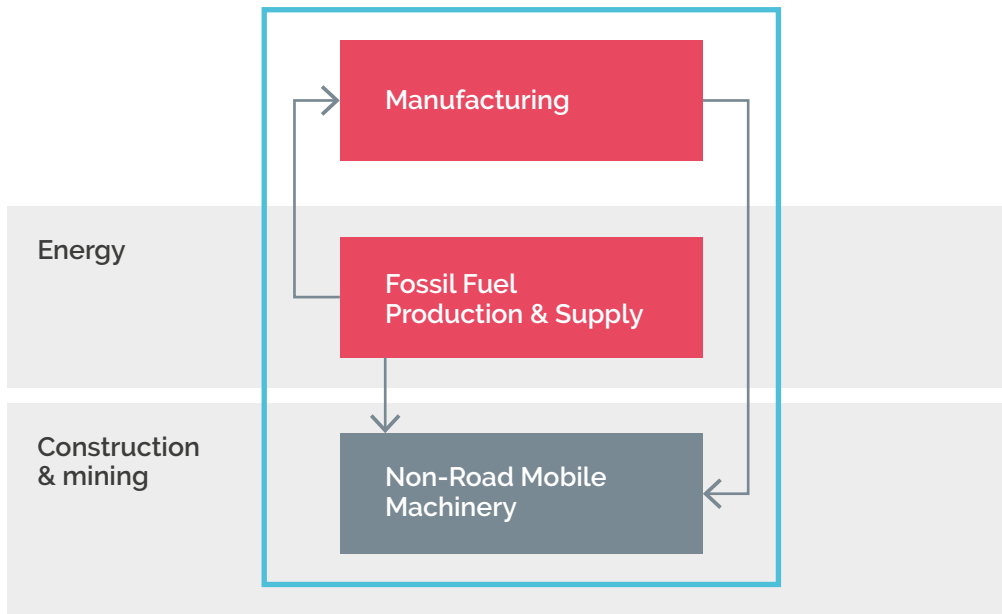 Manufacturing
Energy
Fossil Fuel
Production & Supply
Construction
& mining
Non-Road Mobile
Machinery